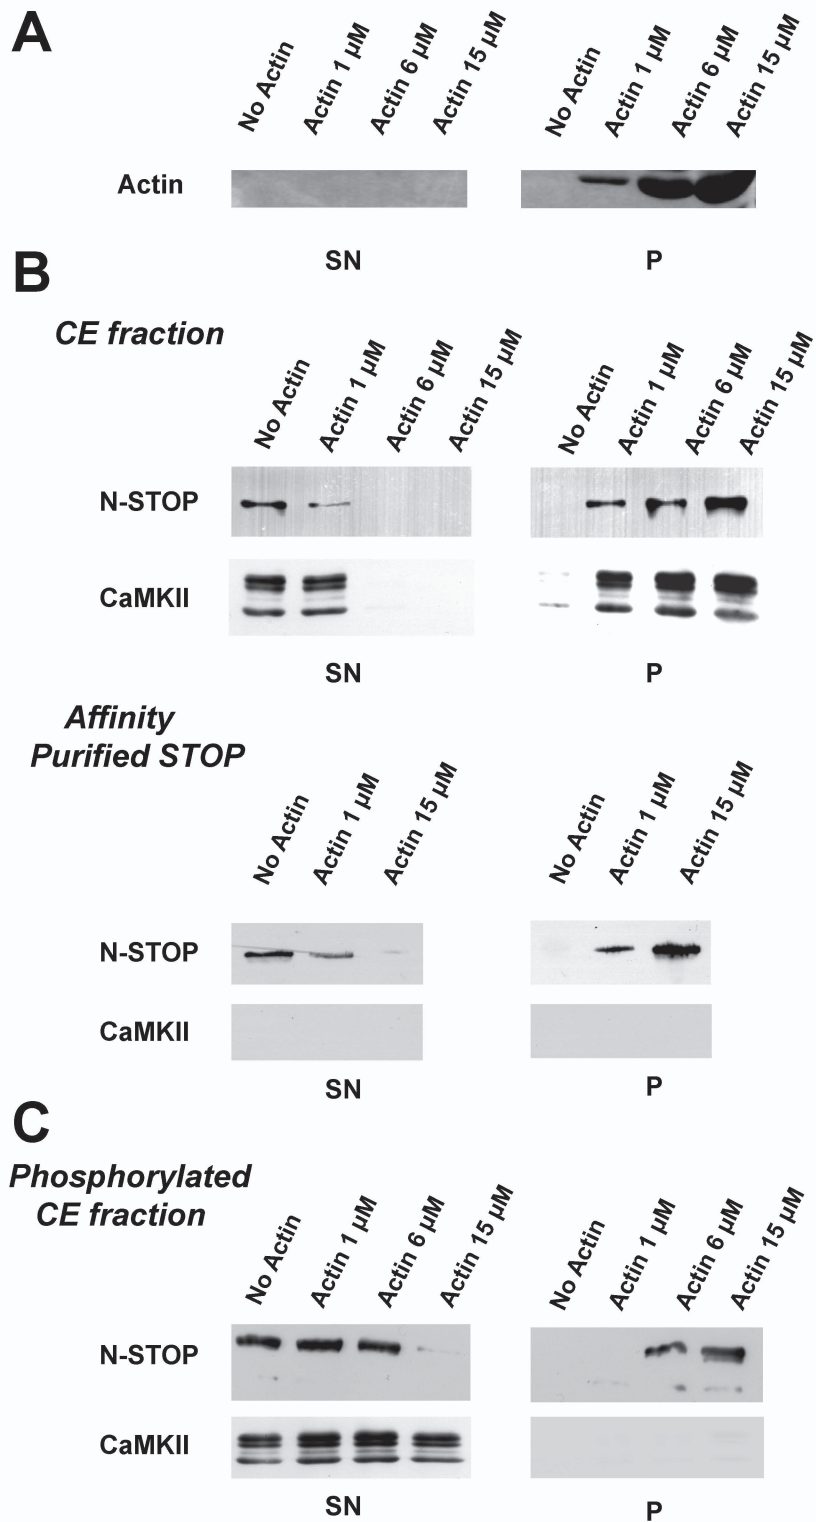 A
No Actin Actin 1 µM Actin 6 µM Actin 15 µM No Actin Actin 1 µM Actin 6 µM Actin 15 µM
Actin
SN P
B
CE fraction
No Actin Actin 1 µM Actin 6 µM Actin 15 µM No Actin Actin 1 µM Actin 6 µM Actin 15 µM
N-STOP
CaMKII
SN P
Affinity
Purified STOP
No Actin Actin 1 µM Actin 15 µM No Actin Actin 1 µM Actin 15 µM
N-STOP
CaMKII
SN P
C
Phosphorylated
CE fraction
No Actin Actin 1 µM Actin 6 µM Actin 15 µM No Actin Actin 1 µM Actin 6 µM Actin 15 µM
N-STOP
CaMKII
SN P